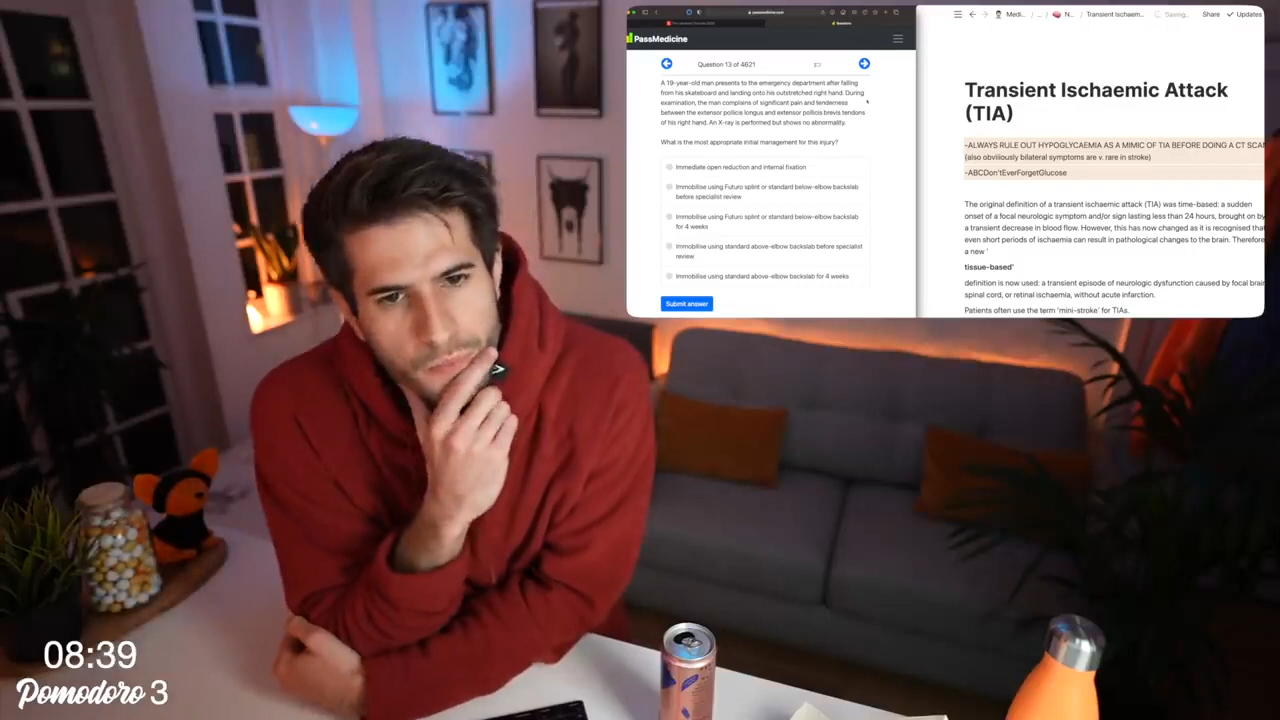 passmedicine.com
Medi...
/
...
/
N...
/
Transient Ischaem...
Saving...
Share
Updates
PassMedicine
Question 13 of 4621
A 19-year-old man presents to the emergency department after falling
from his skateboard and landing onto his outstretched right hand. During
examination, the man complains of significant pain and tenderness
between the extensor pollicis longus and extensor pollicis brevis tendons
of his right hand. An X-ray is performed but shows no abnormality.
What is the most appropriate initial management for this injury?
Immediate open reduction and internal fixation
Immobilise using Futuro splint or standard below-elbow backslab
before specialist review
Immobilise using Futuro splint or standard below-elbow backslab
for 4 weeks
Immobilise using standard above-elbow backslab before specialist
review
Immobilise using standard above-elbow backslab for 4 weeks
Submit answer
Transient Ischaemic Attack
(TIA)
-ALWAYS RULE OUT HYPOGLYCAEMIA AS A MIMIC OF TIA BEFORE DOING A CT SCAN
(also obviously bilateral symptoms are v. rare in stroke)
-ABCDon'tEverForgetGlucose
The original definition of a transient ischaemic attack (TIA) was time-based: a sudden
onset of a focal neurologic symptom and/or sign lasting less than 24 hours, brought on by
a transient decrease in blood flow. However, this has now changed as it is recognised that
even short periods of ischaemia can result in pathological changes to the brain. Therefore
a new '
tissue-based'
definition is now used: a transient episode of neurologic dysfunction caused by focal brain
spinal cord, or retinal ischaemia, without acute infarction.
Patients often use the term 'mini-stroke' for TIAs.
08:39
Pomodoro 3